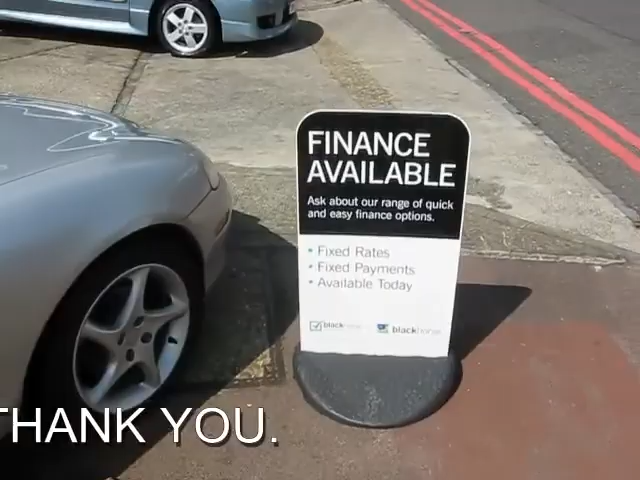 FINANCE
AVAILABLE
Ask about our range of quick
and easy finance options.
• Fixed Rates
• Fixed Payments
• Available Today
blackhorse blackhorse
THANK YOU.